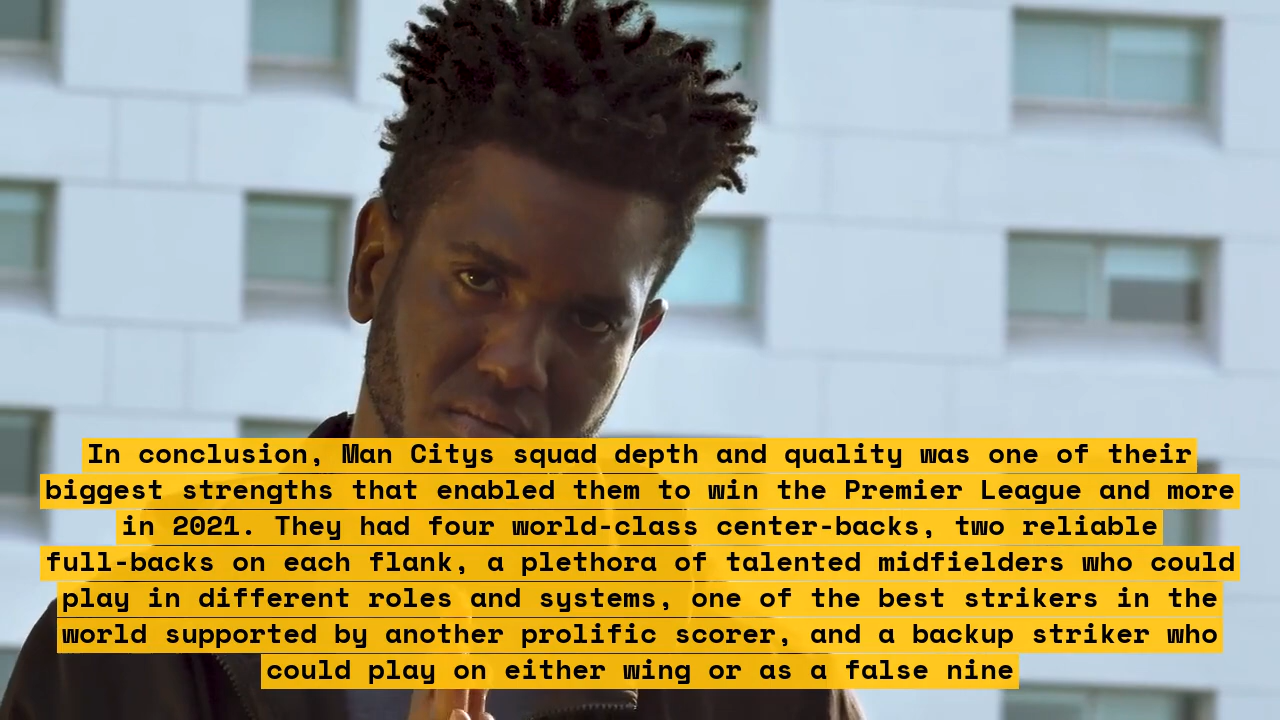 In conclusion, Man Citys squad depth and quality was one of their
biggest strengths that enabled them to win the Premier League and more
in 2021. They had four world-class center-backs, two reliable
full-backs on each flank, a plethora of talented midfielders who could
play in different roles and systems, one of the best strikers in the
world supported by another prolific scorer, and a backup striker who
could play on either wing or as a false nine